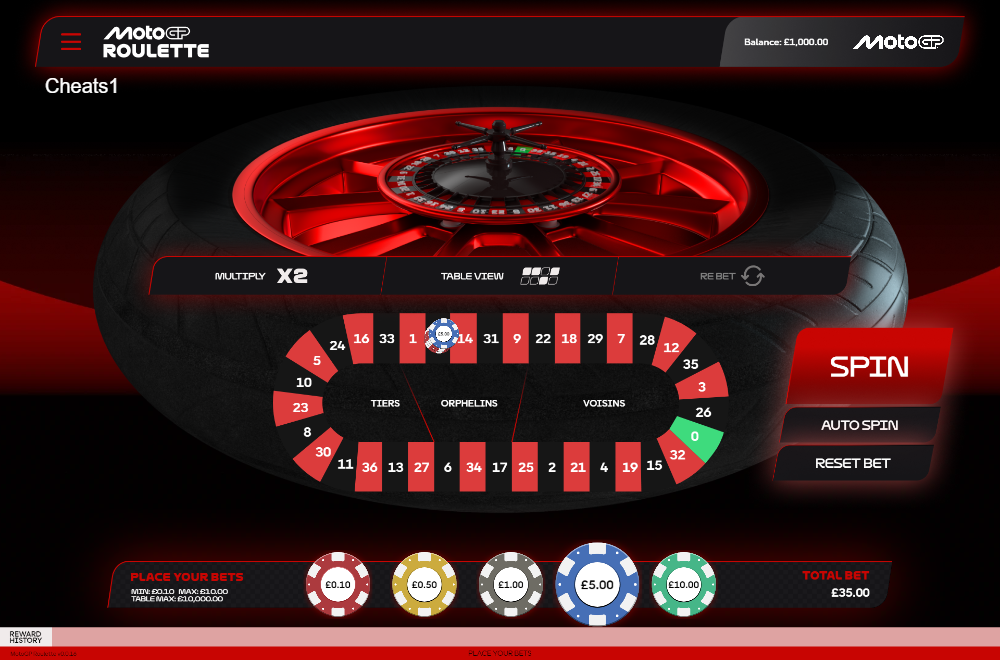 MotoGP
ROULETTE
Balance: £1,000.00
MotoGP
Cheats1
MULTIPLY X2
TABLE VIEW
RE BET
5 24 16 33 1 14 31 9 22 18 29 7 28 12 35
£5.00
10 3
23 TIERS ORPHELINS VOISINS 26
8 0
30 11 36 13 27 6 34 17 25 2 21 4 19 15 32
SPIN
AUTO SPIN
RESET BET
PLACE YOUR BETS
MIN: £0.10 MAX: £10.00
TABLE MAX: £10,000.00
£0.10
£0.50
£1.00
£5.00
£10.00
TOTAL BET
£35.00
REWARD
HISTORY
PLACE YOUR BETS